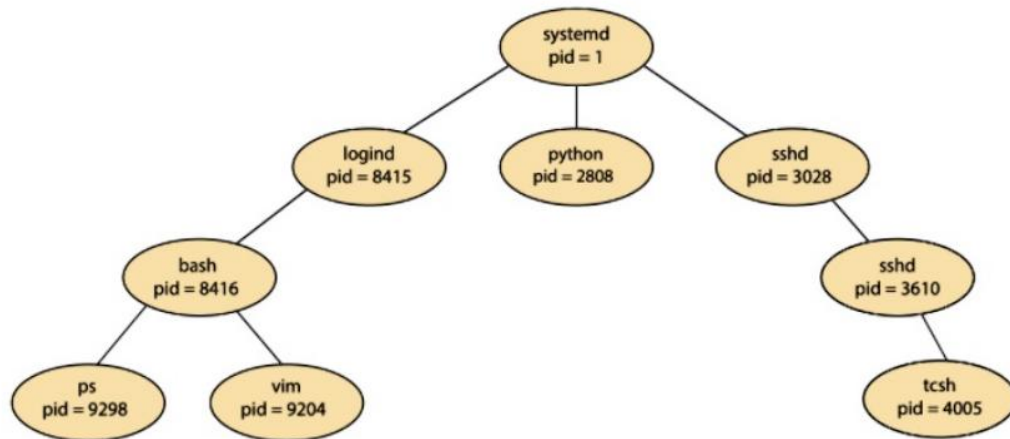 systemd
pid = 1
logind
pid = 8415
python
pid = 2808
sshd
pid = 3028
bash
pid = 8416
sshd
pid = 3610
ps
pid = 9298
vim
pid = 9204
tcsh
pid = 4005